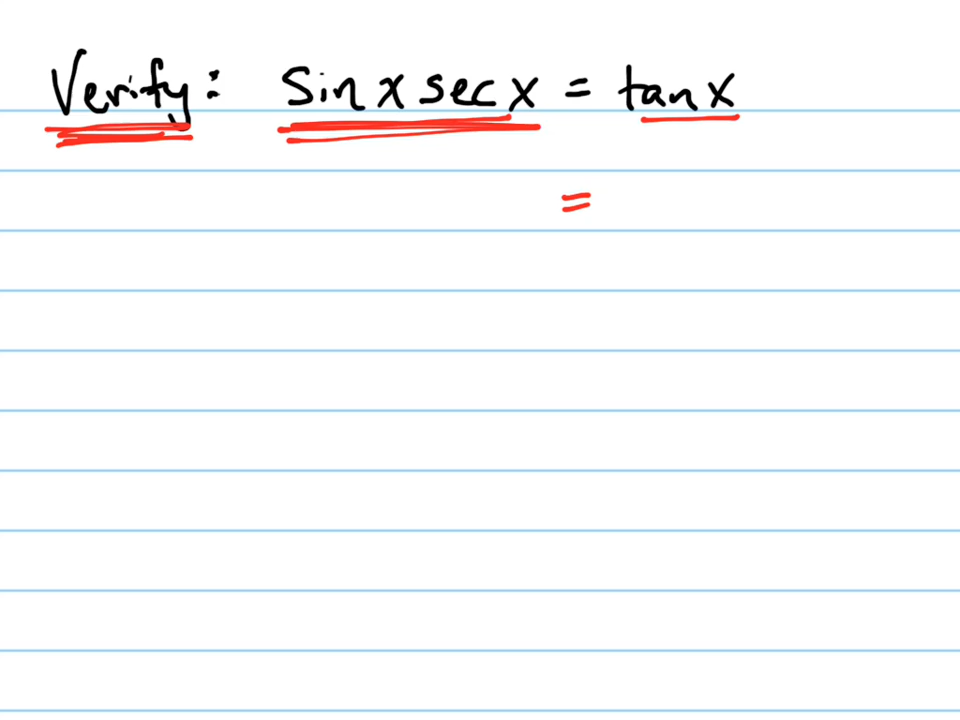 Verify: Sin x sec x = tan x
=